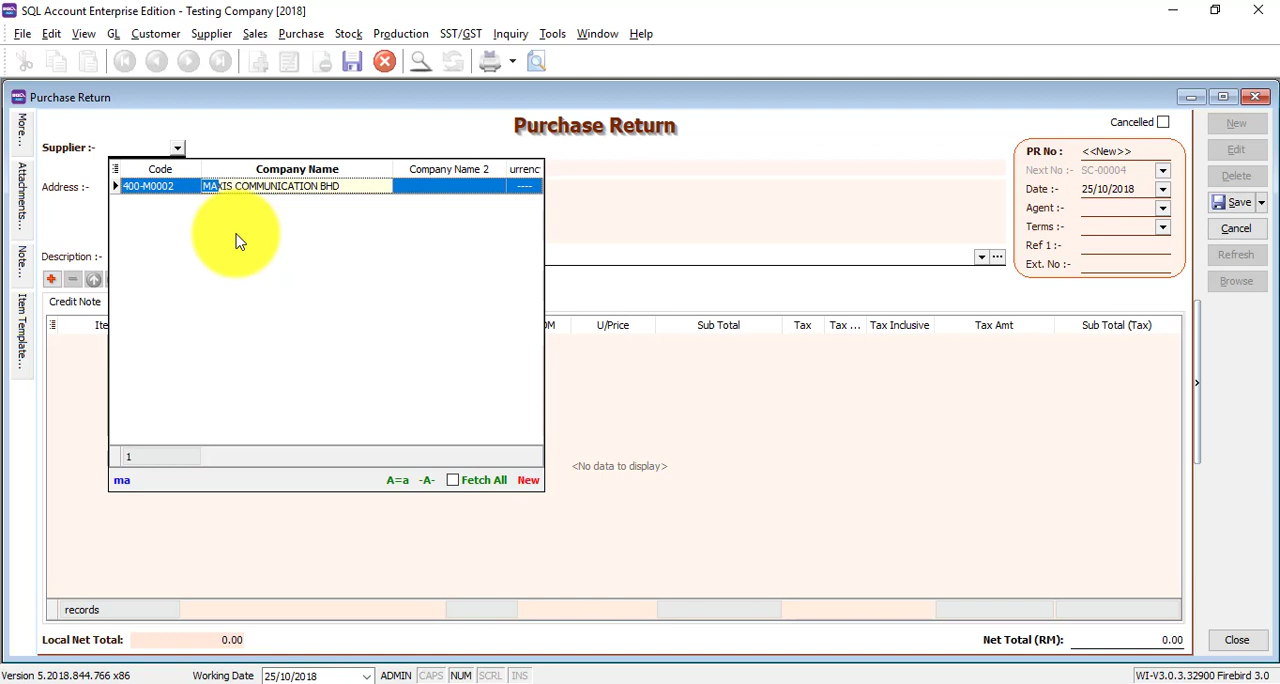 SQL Account Enterprise Edition - Testing Company [2018]
File Edit View GL Customer Supplier Sales Purchase Stock Production SST/GST Inquiry Tools Window Help
Purchase Return
Purchase Return
Cancelled
More...
Supplier :-
Code Company Name Company Name 2
400-M0002 MAXIS COMMUNICATION BHD ----
Address :-
Attachments...
Description :-
Note...
Item Template...
PR No : <<New>>
Next No :- SC-00004
Date :- 25/10/2018
Agent :-
Terms :-
Ref 1 :-
Ext. No :-
New
Edit
Delete
Save
Cancel
Refresh
Browse
Credit Note
U/Price Sub Total Tax Tax ... Tax Inclusive Tax Amt Sub Total (Tax)
1
ma A=a -A- Fetch All New
<No data to display>
records
Local Net Total: 0.00
Net Total (RM): 0.00
Close
Version 5.2018.844.766 x86 Working Date 25/10/2018 ADMIN CAPS NUM SCRL INS WI-V3.0.3.32900 Firebird 3.0